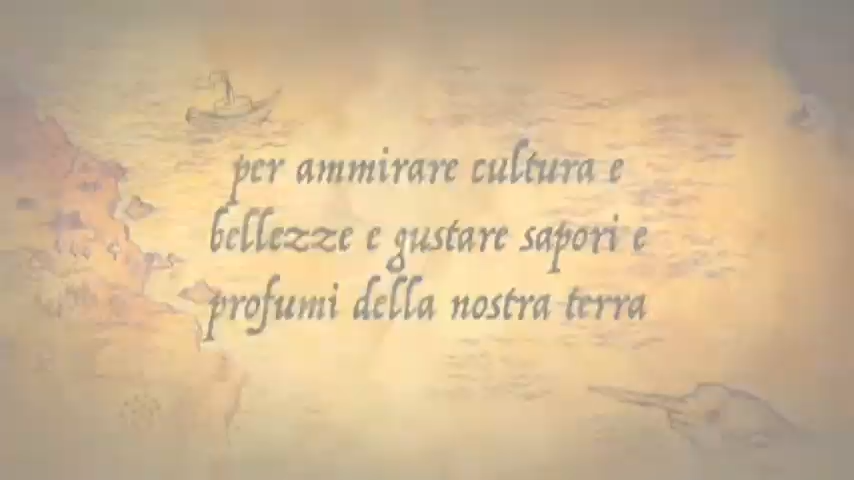 per ammirare cultura e
bellezze e gustare sapori e
profumi della nostra terra